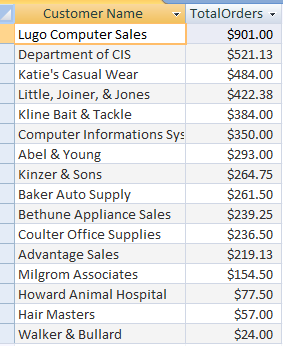 Customer Name TotalOrders
Lugo Computer Sales $901.00
Department of CIS $521.13
Katie's Casual Wear $484.00
Little, Joiner, & Jones $422.38
Kline Bait & Tackle $384.00
Computer Informations Sys $350.00
Abel & Young $293.00
Kinzer & Sons $264.75
Baker Auto Supply $261.50
Bethune Appliance Sales $239.25
Coulter Office Supplies $236.50
Advantage Sales $219.13
Milgrom Associates $154.50
Howard Animal Hospital $77.50
Hair Masters $57.00
Walker & Bullard $24.00